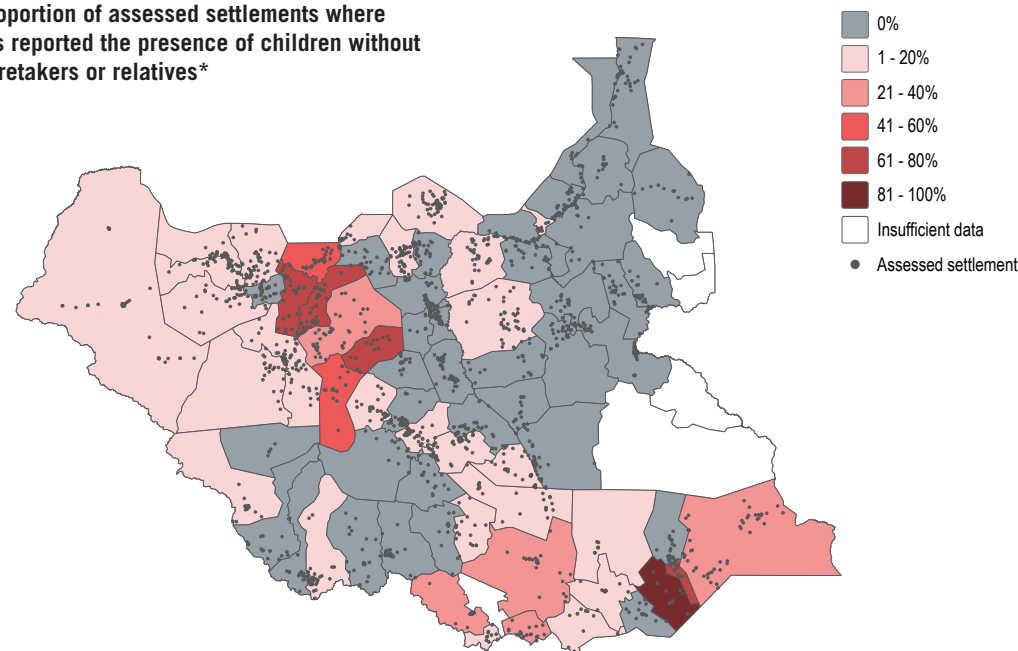 oportion of assessed settlements where
s reported the presence of children without
retakers or relatives*
0%
1 - 20%
21 - 40%
41 - 60%
61 - 80%
81 - 100%
Insufficient data
Assessed settlement